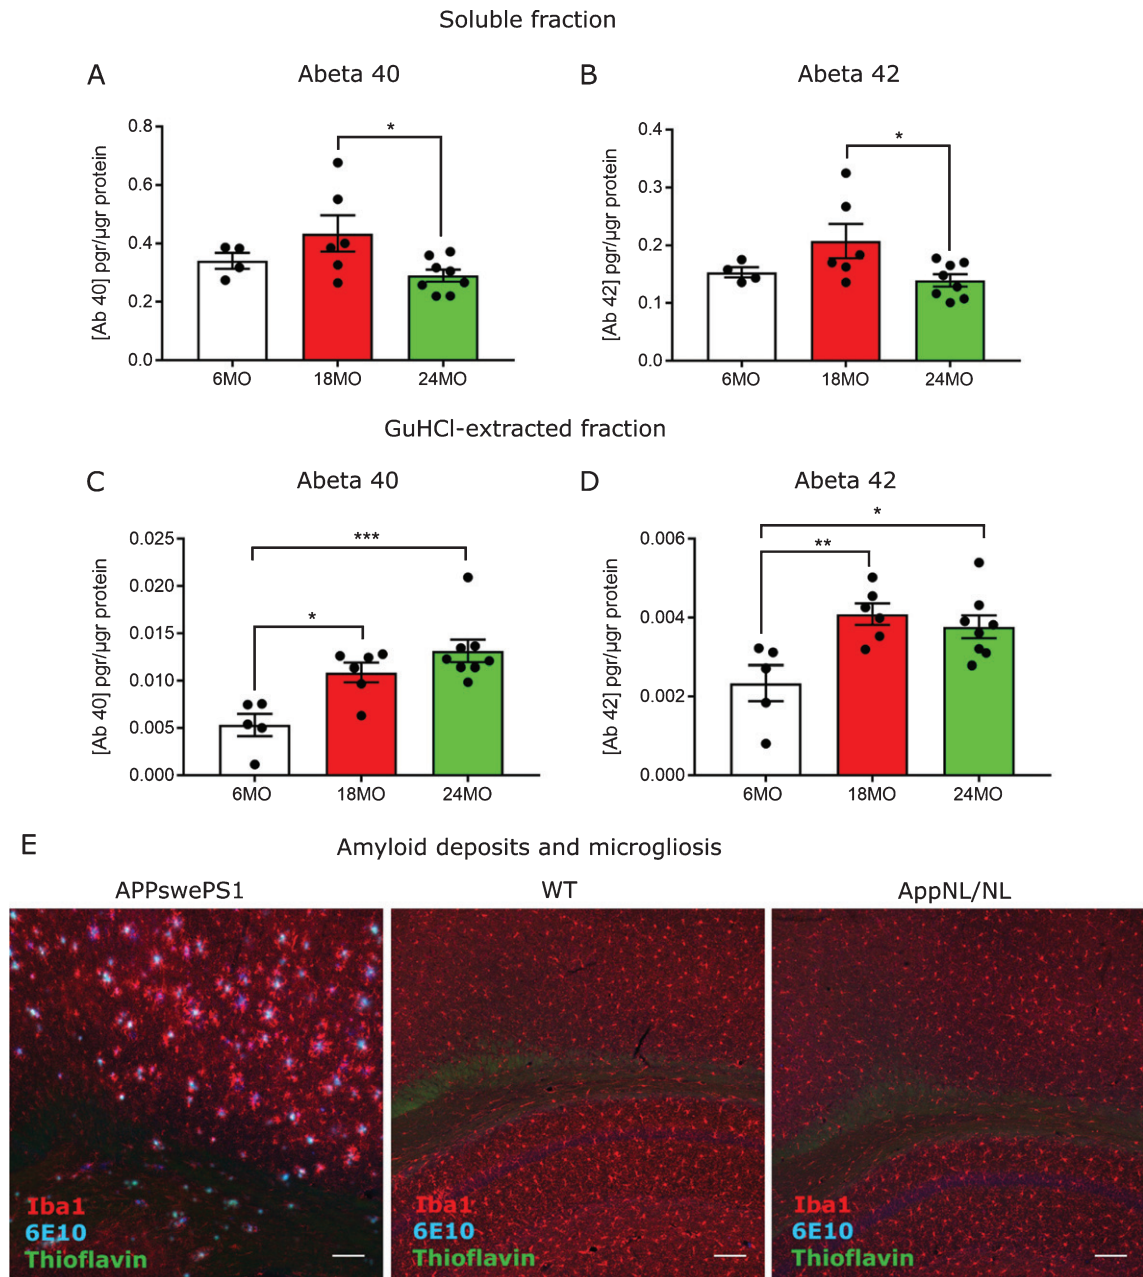 Soluble fraction
A Abeta 40
B Abeta 42
[Ab 40] pgr/µgr protein
0.8
0.6
0.4
0.2
0.0
*
6MO 18MO 24MO
[Ab 42] pgr/µgr protein
0.4
0.3
0.2
0.1
0.0
*
6MO 18MO 24MO
GuHCl-extracted fraction
C Abeta 40
D Abeta 42
[Ab 40] pgr/µgr protein
0.025
0.020
0.015
0.010
0.005
0.000
***
*
6MO 18MO 24MO
[Ab 42] pgr/µgr protein
0.006
0.004
0.002
0.000
*
**
6MO 18MO 24MO
E Amyloid deposits and microgliosis
APPswePS1 WT AppNL/NL
Iba1
6E10
Thioflavin
Iba1
6E10
Thioflavin
Iba1
6E10
Thioflavin